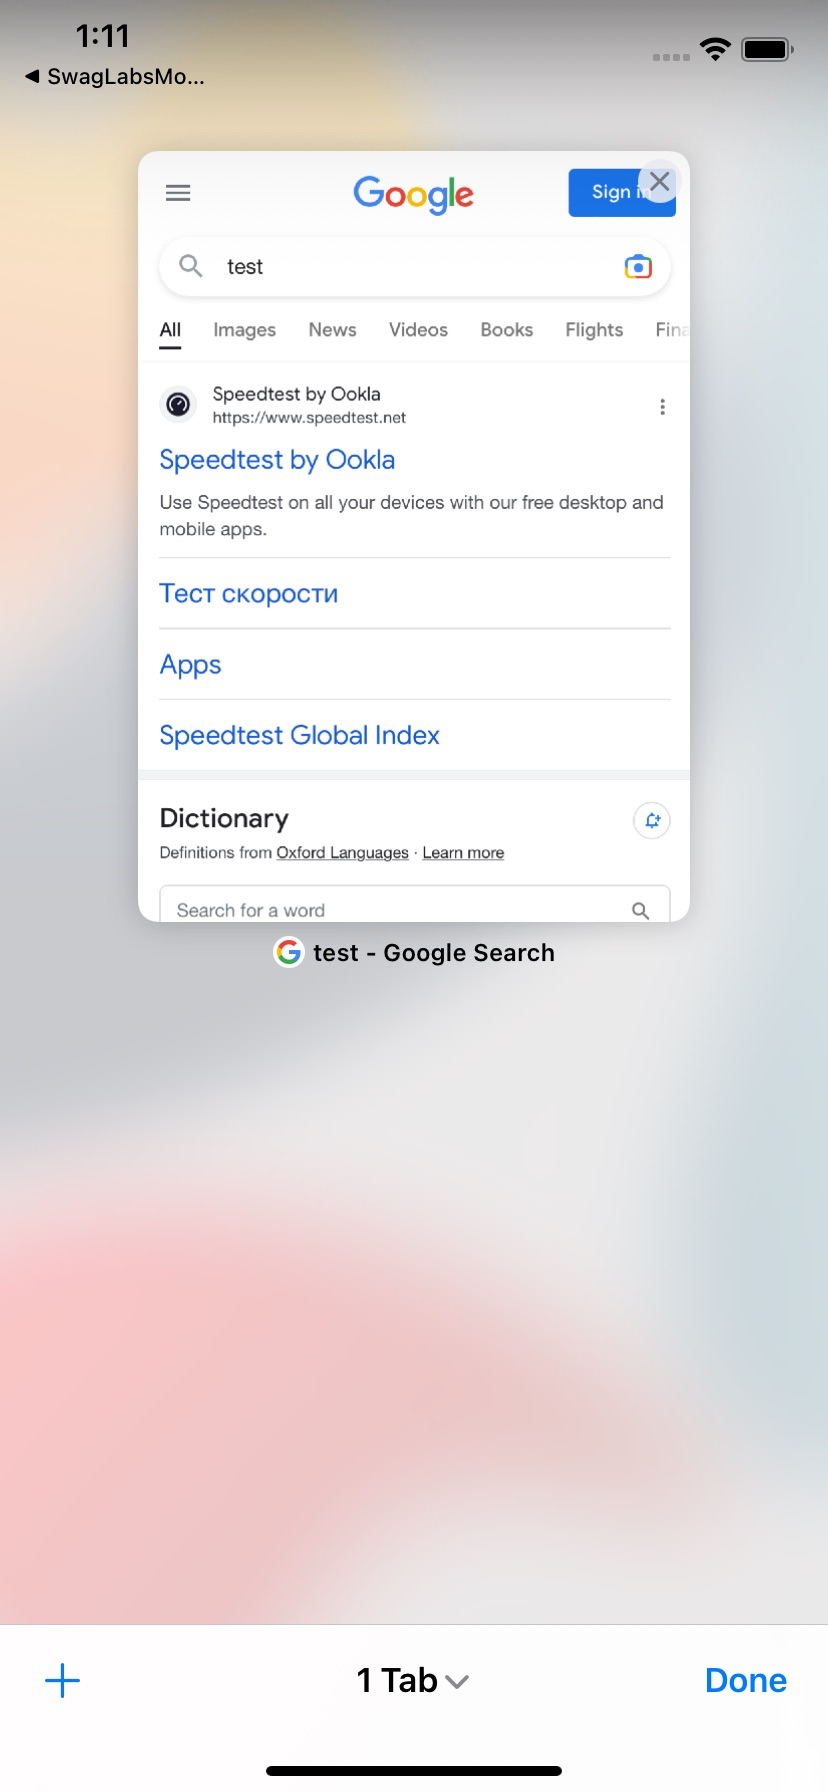 1:11
◀ SwagLabsMo...
Google
Sign in
test
All Images News Videos Books Flights Fina
Speedtest by Ookla
https://www.speedtest.net
Speedtest by Ookla
Use Speedtest on all your devices with our free desktop and
mobile apps.
Тест скорости
Apps
Speedtest Global Index
Dictionary
Definitions from Oxford Languages · Learn more
Search for a word
test - Google Search
1 Tab
Done